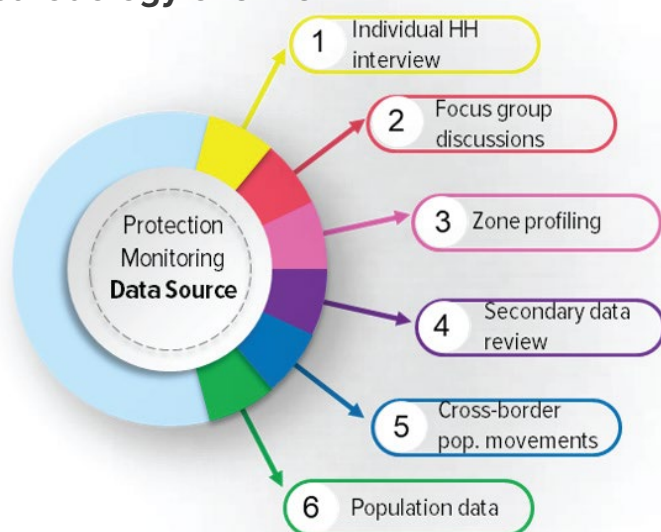 1 Individual HH
interview
2 Focus group
discussions
3 Zone profiling
4 Secondary data
review
5 Cross-border
pop. movements
6 Population data
Protection
Monitoring
Data Source